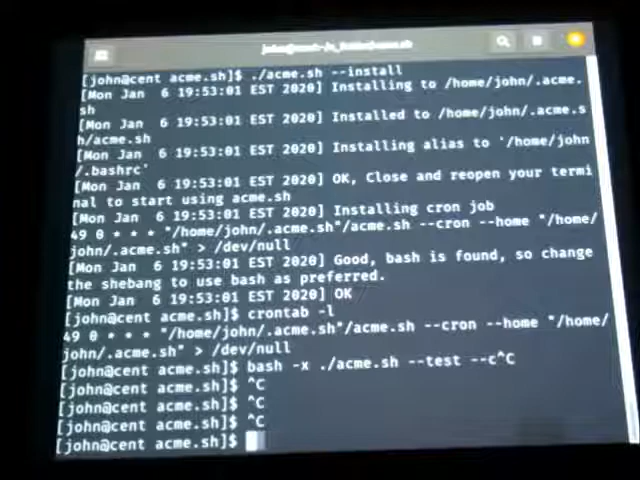 [john@cent acme.sh]$ ./acme.sh --install
[Mon Jan  6 19:53:01 EST 2020] Installing to /home/john/.acme.
sh
[Mon Jan  6 19:53:01 EST 2020] Installed to /home/john/.acme.s
h/acme.sh
[Mon Jan  6 19:53:01 EST 2020] Installing alias to '/home/john
/.bashrc'
[Mon Jan  6 19:53:01 EST 2020] OK, Close and reopen your termi
nal to start using acme.sh
[Mon Jan  6 19:53:01 EST 2020] Installing cron job
49 0 * * * "/home/john/.acme.sh"/acme.sh --cron --home "/home/
john/.acme.sh" > /dev/null
[Mon Jan  6 19:53:01 EST 2020] Good, bash is found, so change
the shebang to use bash as preferred.
[Mon Jan  6 19:53:01 EST 2020] OK
[john@cent acme.sh]$ crontab -l
49 0 * * * "/home/john/.acme.sh"/acme.sh --cron --home "/home/
john/.acme.sh" > /dev/null
[john@cent acme.sh]$ bash -x ./acme.sh --test --c^C
[john@cent acme.sh]$ ^C
[john@cent acme.sh]$ ^C
[john@cent acme.sh]$ ^C
[john@cent acme.sh]$